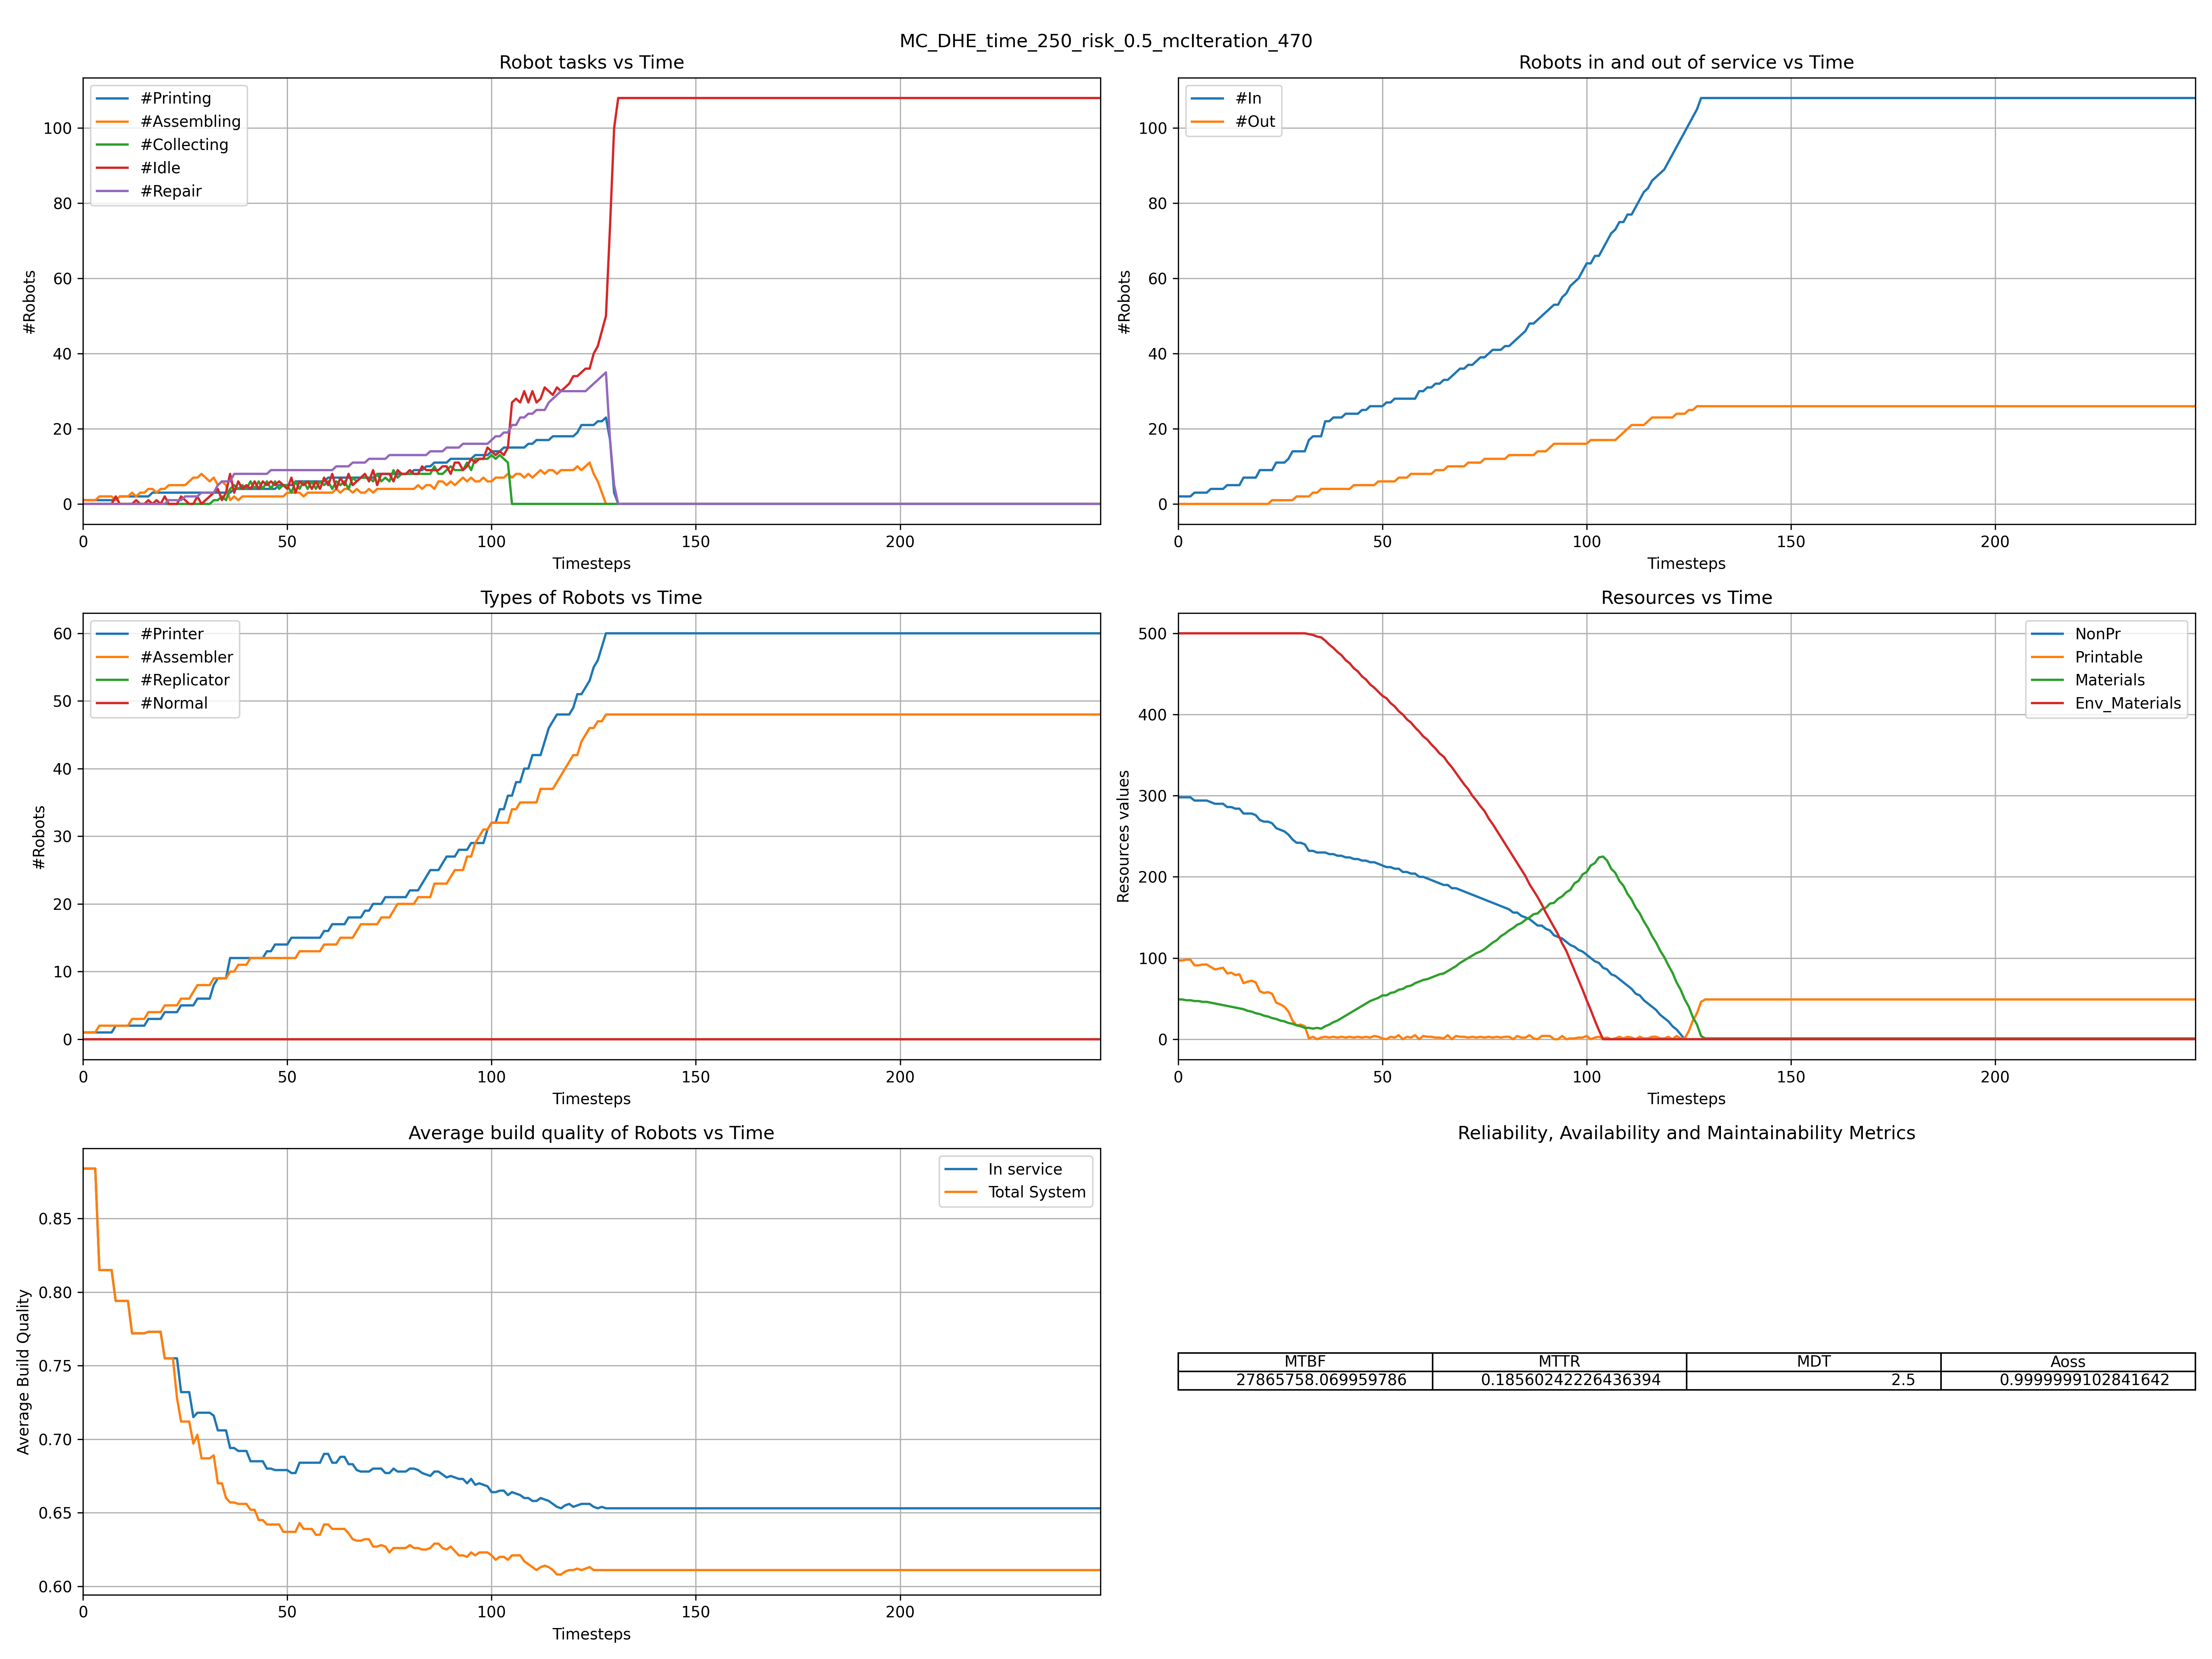 MC_DHE_time_250_risk_0.5_mcIteration_470
Robot tasks vs Time
#Printing
#Assembling
#Collecting
#Idle
#Repair
#Robots
100
80
60
40
20
0
0 50 100 150 200
Timesteps
Robots in and out of service vs Time
#In
#Out
#Robots
100
80
60
40
20
0
0 50 100 150 200
Timesteps
Types of Robots vs Time
#Printer
#Assembler
#Replicator
#Normal
#Robots
60
50
40
30
20
10
0
0 50 100 150 200
Timesteps
Resources vs Time
NonPr
Printable
Materials
Env_Materials
Resources values
500
400
300
200
100
0
0 50 100 150 200
Timesteps
Average build quality of Robots vs Time
In service
Total System
Average Build Quality
0.85
0.80
0.75
0.70
0.65
0.60
0 50 100 150 200
Timesteps
Reliability, Availability and Maintainability Metrics
MTBF MTTR MDT Aoss
27865758.069959786 0.18560242226436394 2.5 0.9999999102841642